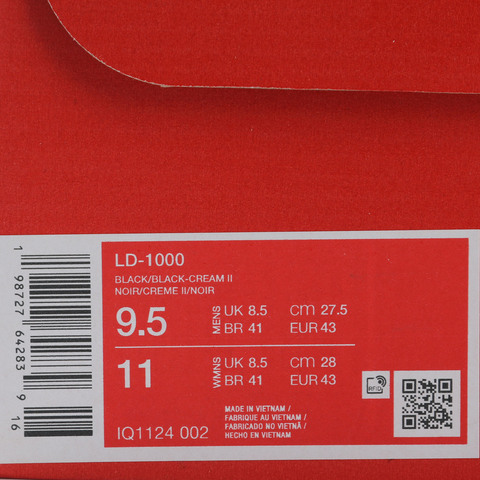 LD-1000
BLACK/BLACK-CREAM II
NOIR/CREME II/NOIR
9.5 MENS UK 8.5 cm 27.5
BR 41 EUR 43
11 WMNS UK 8.5 cm 28
BR 41 EUR 43
RFID
MADE IN VIETNAM /
FABRIQUE AU VIETNAM /
FABRICADO NO VIETNÃ /
HECHO EN VIETNAM
IQ1124 002
1 98727 64283 9 16